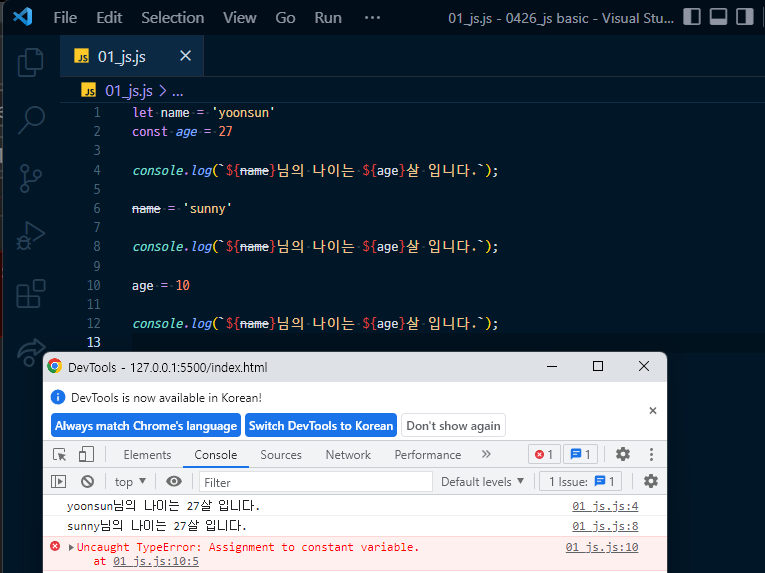 File Edit Selection View Go Run ··· 01_js.js - 0426_js basic - Visual Stu...
JS 01_js.js ×
JS 01_js.js > ...
1 let name = 'yoonsun'
2 const age = 27
3
4 console.log(`${name}님의 나이는 ${age}살 입니다.`);
5
6 name = 'sunny'
7
8 console.log(`${name}님의 나이는 ${age}살 입니다.`);
9
10 age = 10
11
12 console.log(`${name}님의 나이는 ${age}살 입니다.`);
13
DevTools - 127.0.0.1:5500/index.html
DevTools is now available in Korean!
Always match Chrome's language Switch DevTools to Korean Don't show again
Elements Console Sources Network Performance » 1 1
top ▼ Filter Default levels ▼ 1 Issue: 1
yoonsun님의 나이는 27살 입니다. 01_js.js:4
sunny님의 나이는 27살 입니다. 01_js.js:8
▶Uncaught TypeError: Assignment to constant variable. 01_js.js:10
at 01_js.js:10:5